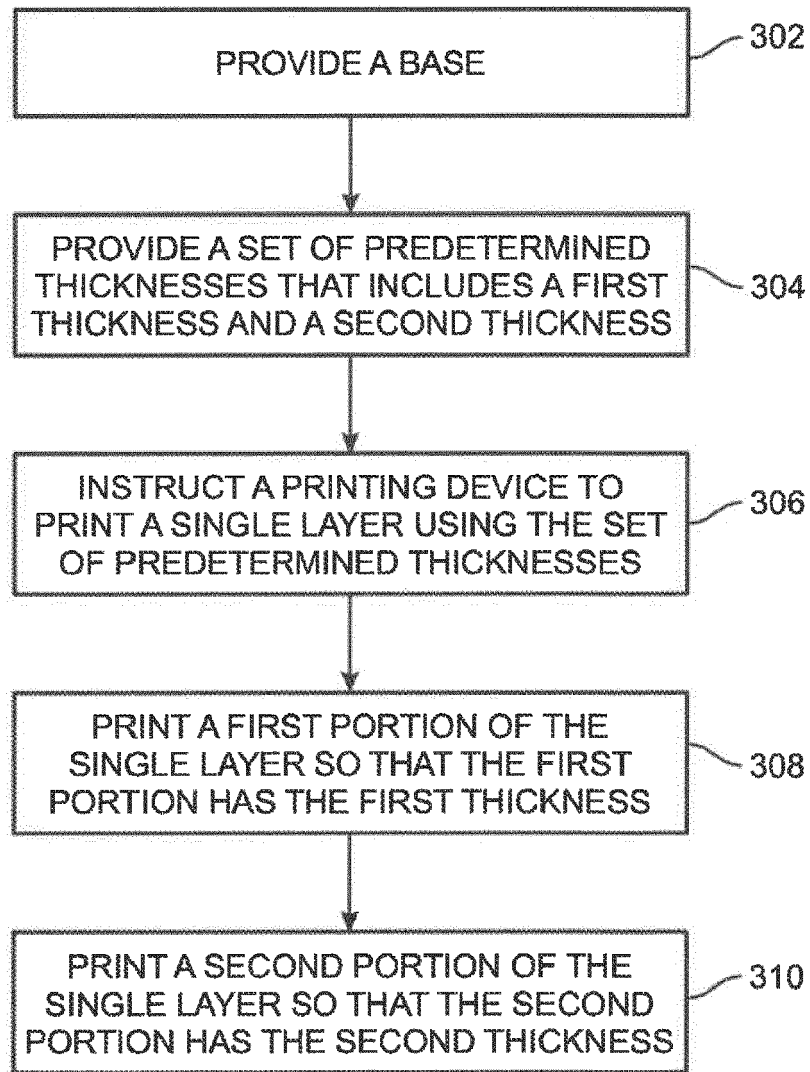 PROVIDE A BASE
302
PROVIDE A SET OF PREDETERMINED
THICKNESSES THAT INCLUDES A FIRST
THICKNESS AND A SECOND THICKNESS
304
INSTRUCT A PRINTING DEVICE TO
PRINT A SINGLE LAYER USING THE SET
OF PREDETERMINED THICKNESSES
306
PRINT A FIRST PORTION OF THE
SINGLE LAYER SO THAT THE FIRST
PORTION HAS THE FIRST THICKNESS
308
PRINT A SECOND PORTION OF THE
SINGLE LAYER SO THAT THE SECOND
PORTION HAS THE SECOND THICKNESS
310